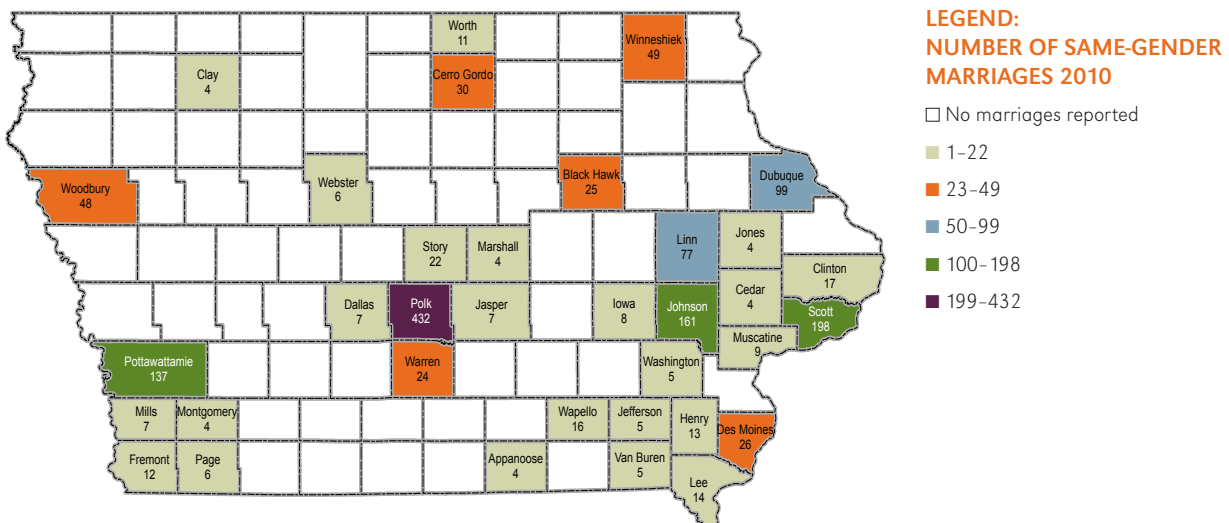 LEGEND:
NUMBER OF SAME-GENDER
MARRIAGES 2010
No marriages reported
1–22
23–49
50–99
100–198
199–432
Worth
11
Winneshiek
49
Clay
4
Cerro Gordo
30
Woodbury
48
Webster
6
Black Hawk
25
Dubuque
99
Story
22
Marshall
4
Linn
77
Jones
4
Clinton
17
Dallas
7
Polk
432
Jasper
7
Iowa
8
Johnson
161
Cedar
4
Scott
198
Muscatine
9
Pottawattamie
137
Warren
24
Washington
5
Mills
7
Montgomery
4
Wapello
16
Jefferson
5
Henry
13
Des Moines
26
Fremont
12
Page
6
Appanoose
4
Van Buren
5
Lee
14